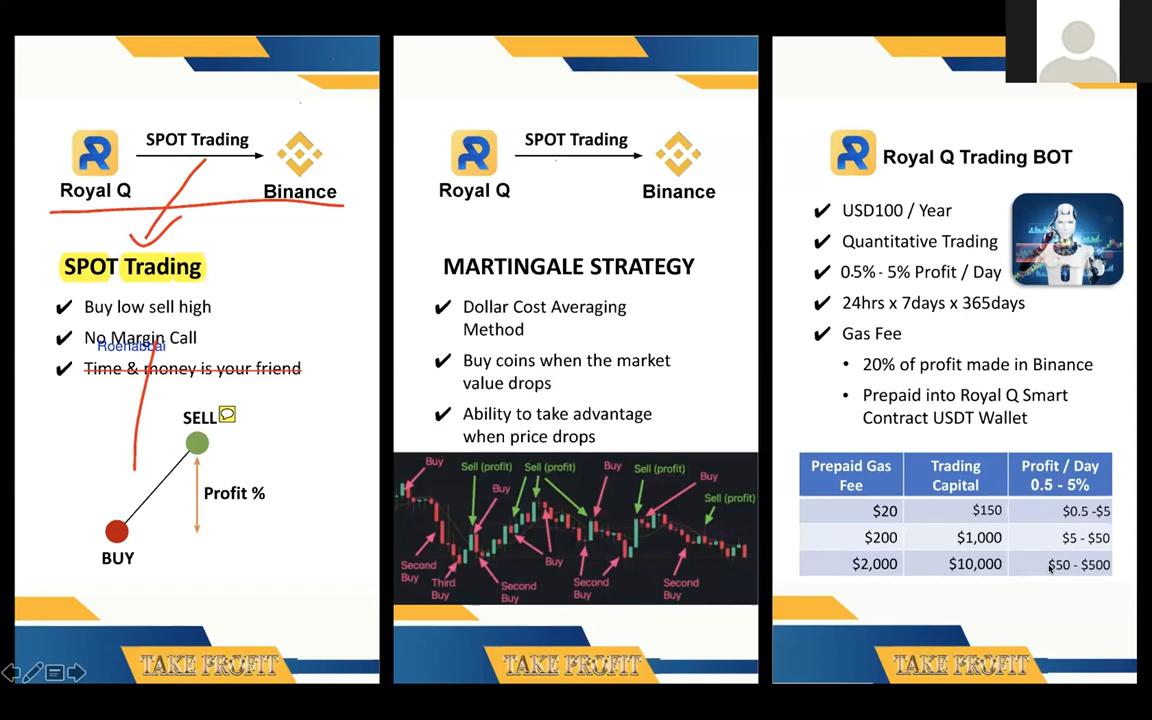 SPOT Trading
Royal Q
Binance
SPOT Trading
✔ Buy low sell high
✔ No Margin Call
✔ Time & money is your friend
SELL
Profit %
BUY
TAKE PROFIT
SPOT Trading
Royal Q
Binance
MARTINGALE STRATEGY
✔ Dollar Cost Averaging
Method
✔ Buy coins when the market
value drops
✔ Ability to take advantage
when price drops
Buy
Sell (profit)
Sell (profit)
Buy
Sell (profit)
Buy
Buy
Sell (profit)
Second
Buy
Third
Buy
Second
Buy
Buy
Second
Buy
Second
Buy
TAKE PROFIT
Royal Q Trading BOT
✔ USD100 / Year
✔ Quantitative Trading
✔ 0.5% - 5% Profit / Day
✔ 24hrs x 7days x 365days
✔ Gas Fee
• 20% of profit made in Binance
• Prepaid into Royal Q Smart
Contract USDT Wallet
Prepaid Gas Fee Trading Capital Profit / Day 0.5 - 5%
$20 $150 $0.5 -$5
$200 $1,000 $5 - $50
$2,000 $10,000 $50 - $500
TAKE PROFIT